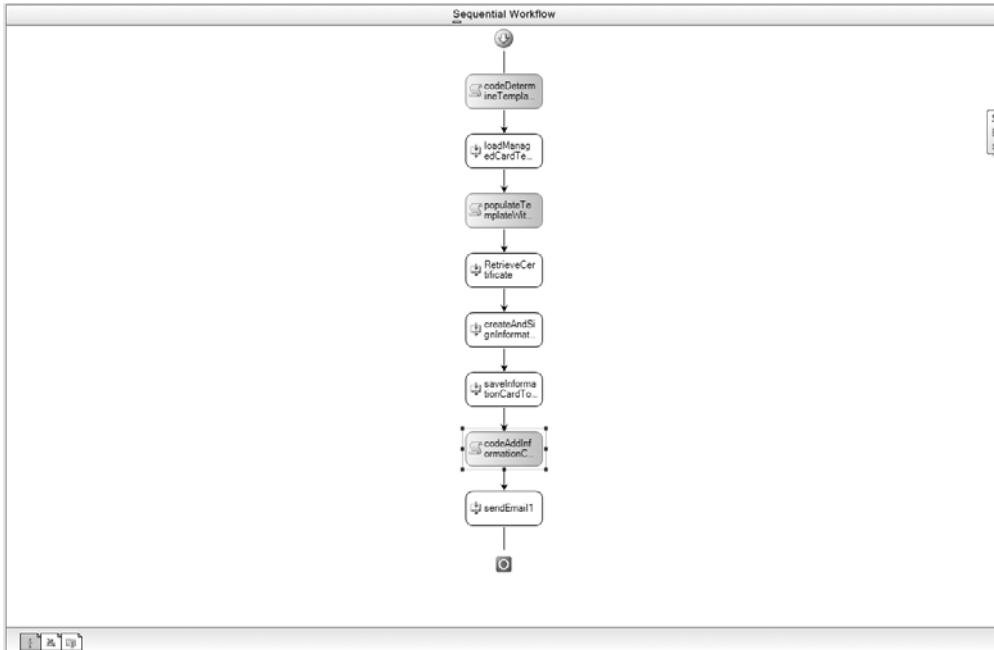 Sequential Workflow
codeDeterm
ineTempla...
loadManag
edCardTe...
populateTe
mplateWit...
RetrieveCer
tificate
createAndSi
gnInformat...
saveInforma
tionCardTo...
codeAddInf
ormationC...
sendEmail1